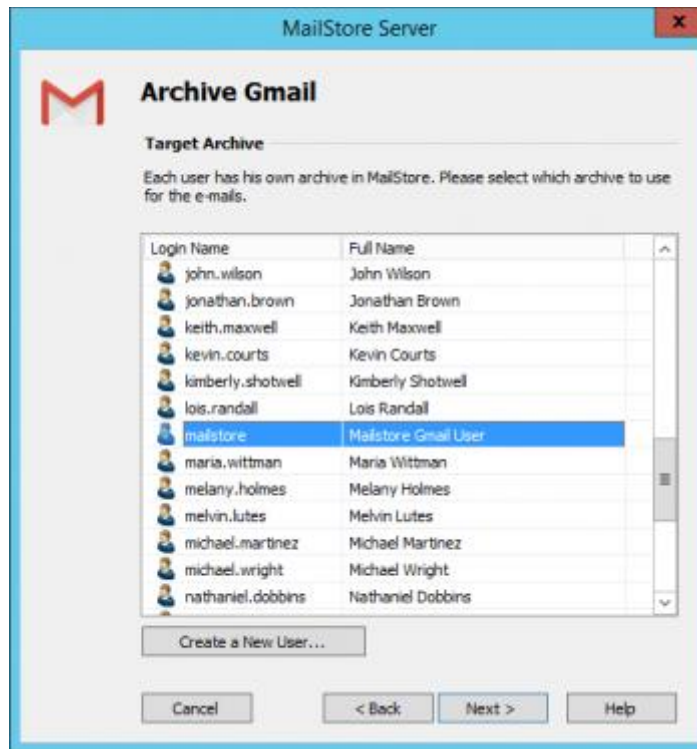 MailStore Server
x
Archive Gmail
Target Archive
Each user has his own archive in MailStore. Please select which archive to use
for the e-mails.
Login Name Full Name
john.wilson John Wilson
jonathan.brown Jonathan Brown
keith.maxwell Keith Maxwell
kevin.courts Kevin Courts
kimberly.shotwell Kimberly Shotwell
lois.randall Lois Randall
mailstore Mailstore Gmail User
maria.wittman Maria Wittman
melany.holmes Melany Holmes
melvin.lutes Melvin Lutes
michael.martinez Michael Martinez
michael.wright Michael Wright
nathaniel.dobbins Nathaniel Dobbins
Create a New User...
Cancel < Back Next > Help